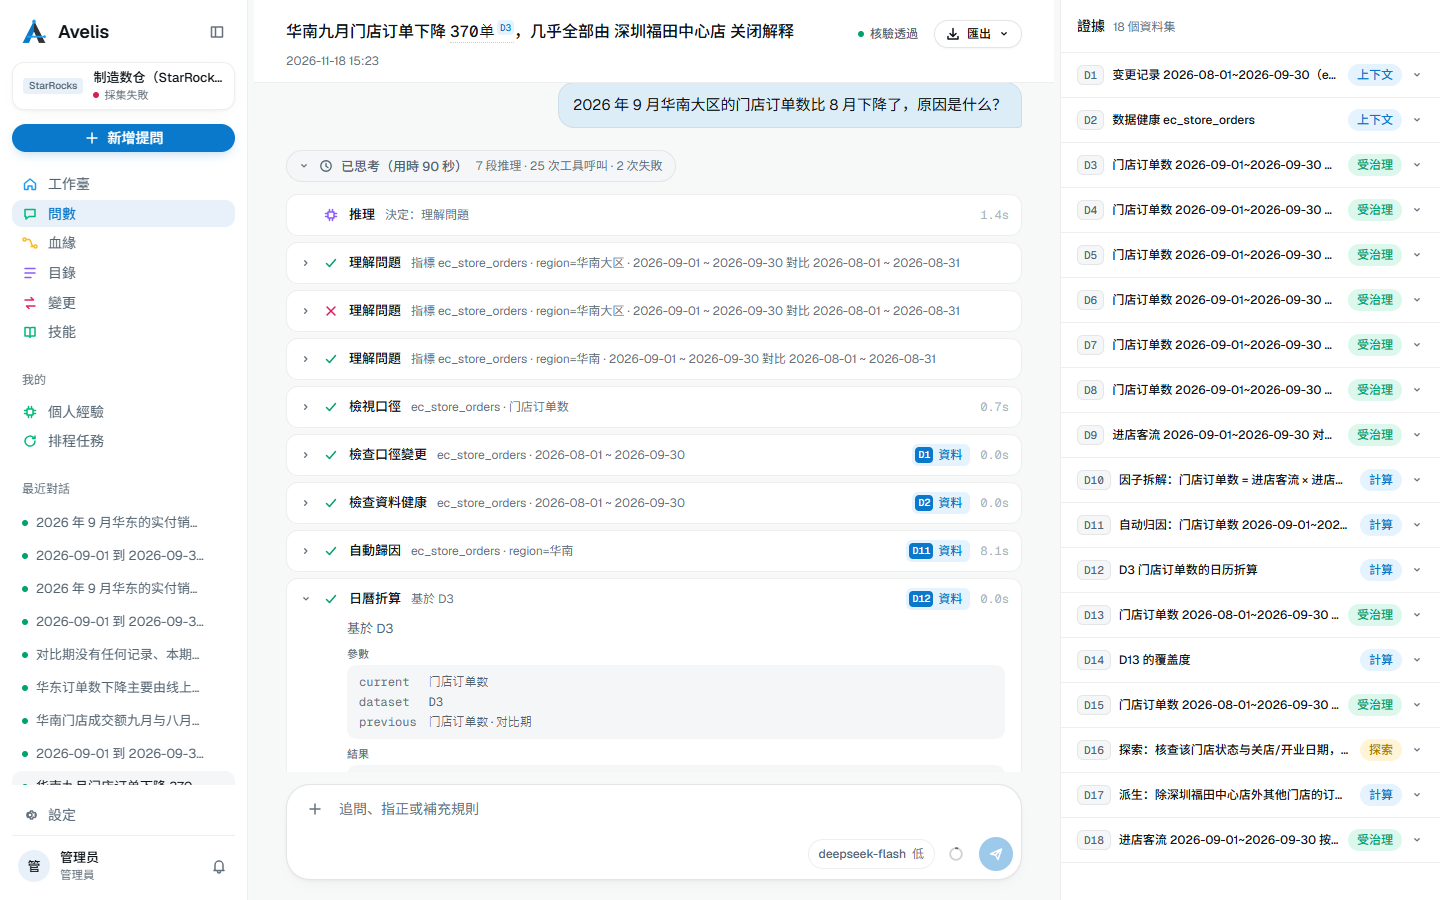 Avelis
StarRocks
制造数仓（StarRock...
採集失敗
新增提問
工作臺
問數
血緣
目錄
變更
技能
我的
個人經驗
排程任務
最近對話
2026 年 9 月华东的实付销...
2026-09-01 到 2026-09-3...
2026 年 9 月华东的实付销...
2026-09-01 到 2026-09-3...
对比期没有任何记录、本期...
华东订单数下降主要由线上...
华南门店成交额九月与八月...
2026-09-01 到 2026-09-3...
华南九月门店订单下降 370
設定
管
管理员
管理員
华南九月门店订单下降 370单 D3，几乎全部由 深圳福田中心店 关闭解释
2026-11-18 15:23
核驗透過
匯出
2026 年 9 月华南大区的门店订单数比 8 月下降了，原因是什么？
已思考（用時 90 秒） 7 段推理 · 25 次工具呼叫 · 2 次失敗
推理 決定：理解問題 1.4s
理解問題 指標 ec_store_orders · region=华南大区 · 2026-09-01 ~ 2026-09-30 對比 2026-08-01 ~ 2026-08-31
理解問題 指標 ec_store_orders · region=华南大区 · 2026-09-01 ~ 2026-09-30 對比 2026-08-01 ~ 2026-08-31
理解問題 指標 ec_store_orders · region=华南 · 2026-09-01 ~ 2026-09-30 對比 2026-08-01 ~ 2026-08-31
檢視口徑 ec_store_orders · 门店订单数 0.7s
檢查口徑變更 ec_store_orders · 2026-08-01 ~ 2026-09-30 D1 資料 0.0s
檢查資料健康 ec_store_orders · 2026-08-01 ~ 2026-09-30 D2 資料 0.0s
自動歸因 ec_store_orders · region=华南 D11 資料 8.1s
日曆折算 基於 D3 D12 資料 0.0s
基於 D3
參數
current 门店订单数
dataset D3
previous 门店订单数 · 对比期
結果
追問、指正或補充規則
deepseek-flash 低
證據 18 個資料集
D1 变更记录 2026-08-01~2026-09-30（e... 上下文
D2 数据健康 ec_store_orders 上下文
D3 门店订单数 2026-09-01~2026-09-30 ... 受治理
D4 门店订单数 2026-09-01~2026-09-30 ... 受治理
D5 门店订单数 2026-09-01~2026-09-30 ... 受治理
D6 门店订单数 2026-09-01~2026-09-30 ... 受治理
D7 门店订单数 2026-09-01~2026-09-30 ... 受治理
D8 门店订单数 2026-09-01~2026-09-30 ... 受治理
D9 进店客流 2026-09-01~2026-09-30 对... 受治理
D10 因子拆解：门店订单数 = 进店客流 × 进店... 計算
D11 自动归因：门店订单数 2026-09-01~202... 計算
D12 D3 门店订单数的日历折算 計算
D13 门店订单数 2026-08-01~2026-09-30 ... 受治理
D14 D13 的覆盖度 計算
D15 门店订单数 2026-08-01~2026-09-30 ... 受治理
D16 探索：核查该门店状态与关店/开业日期，... 探索
D17 派生：除深圳福田中心店外其他门店的订... 計算
D18 进店客流 2026-08-01~2026-09-30 按... 受治理